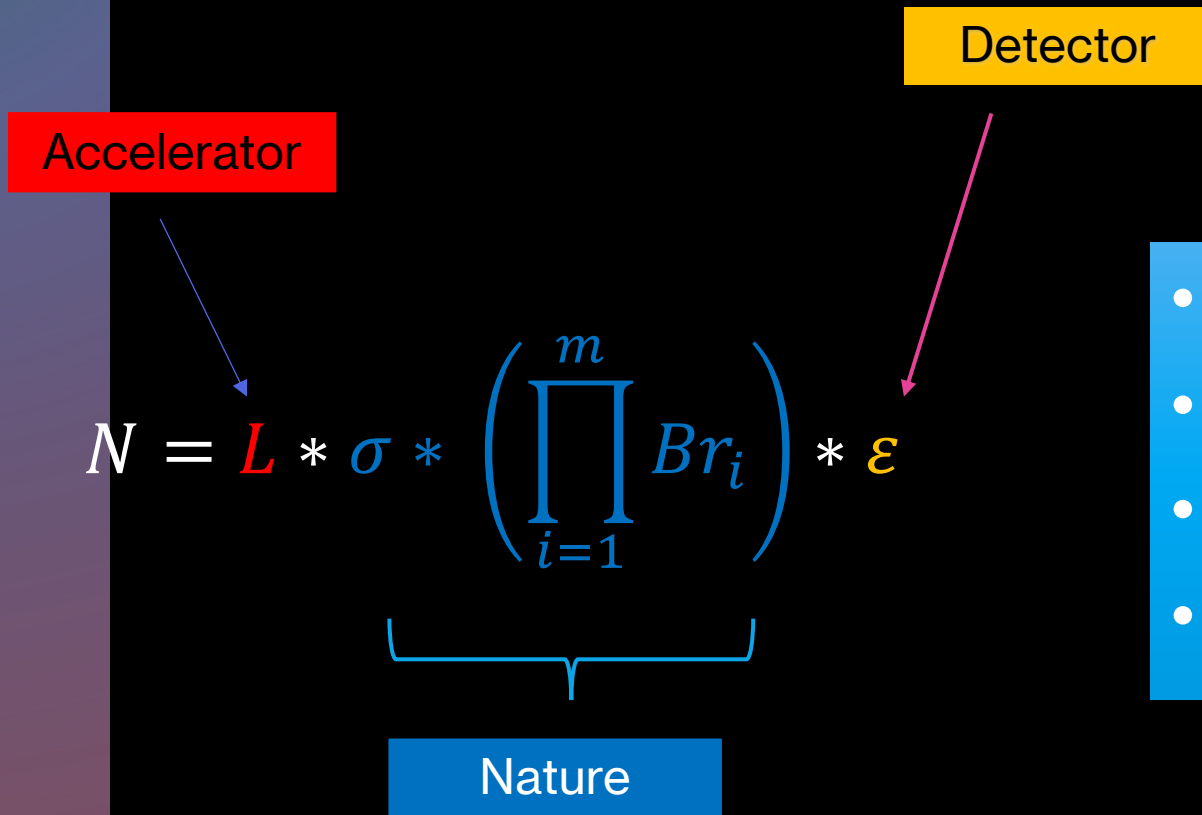 Detector
Accelerator
N = L * σ * (∏_{i=1}^{m} Br_i) * ε
Nature
•
•
•
•